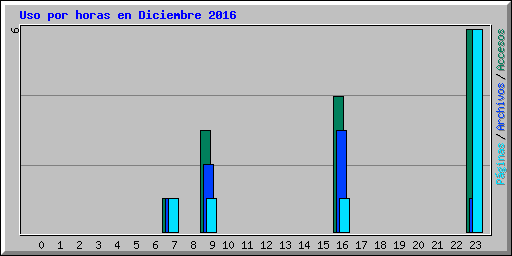 Uso por horas en Diciembre 2016
6
Páginas / Archivos / Accesos
0 1 2 3 4 5 6 7 8 9 10 11 12 13 14 15 16 17 18 19 20 21 22 23